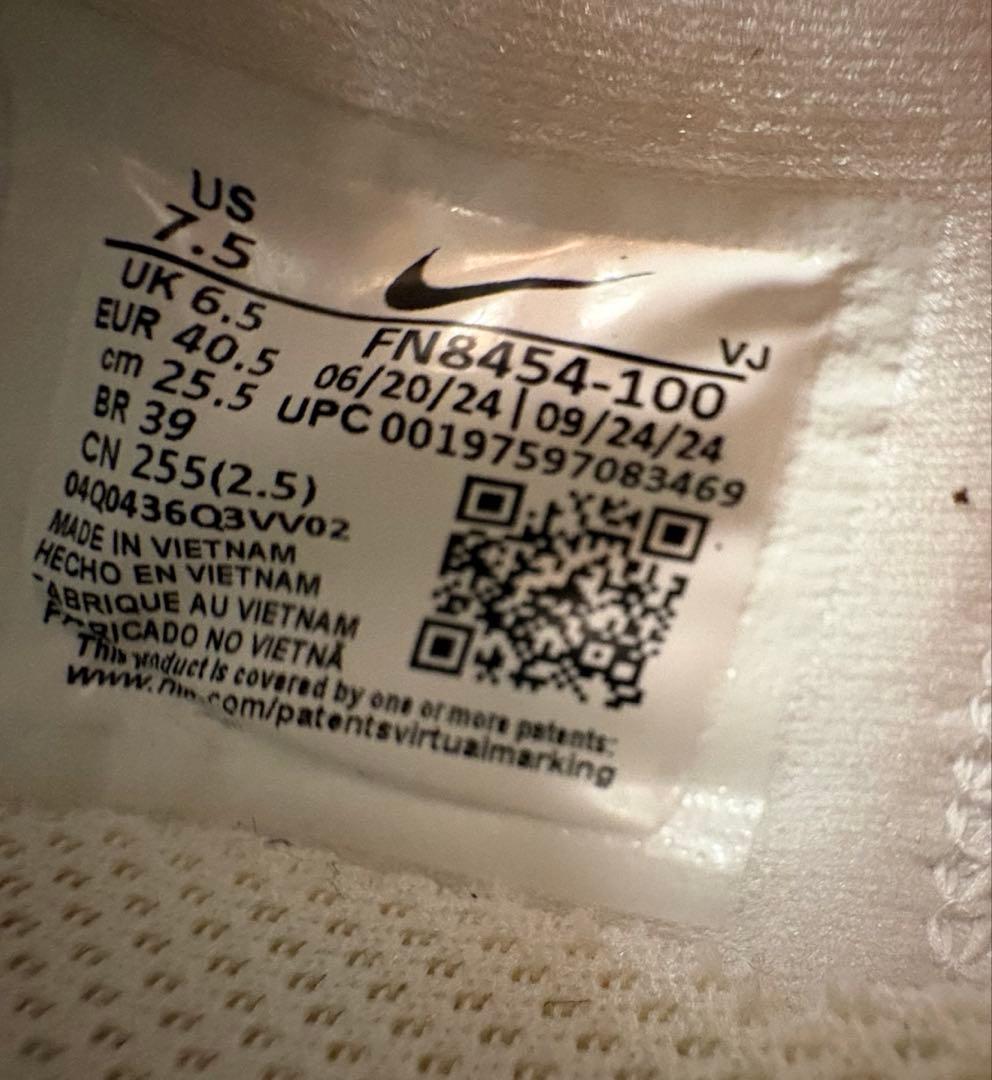 US
7.5
UK 6.5
EUR 40.5
cm 25.5
BR 39
CN 255(2.5)
04Q0436Q3VV02
MADE IN VIETNAM
HECHO EN VIETNAM
ABRIQUE AU VIETNAM
RICADO NO VIETNÃ
This product is covered by one or more patents:
.com/patentsvirtualmarking
VJ
FN8454-100
06/20/24 | 09/24/24
UPC 00197597083469